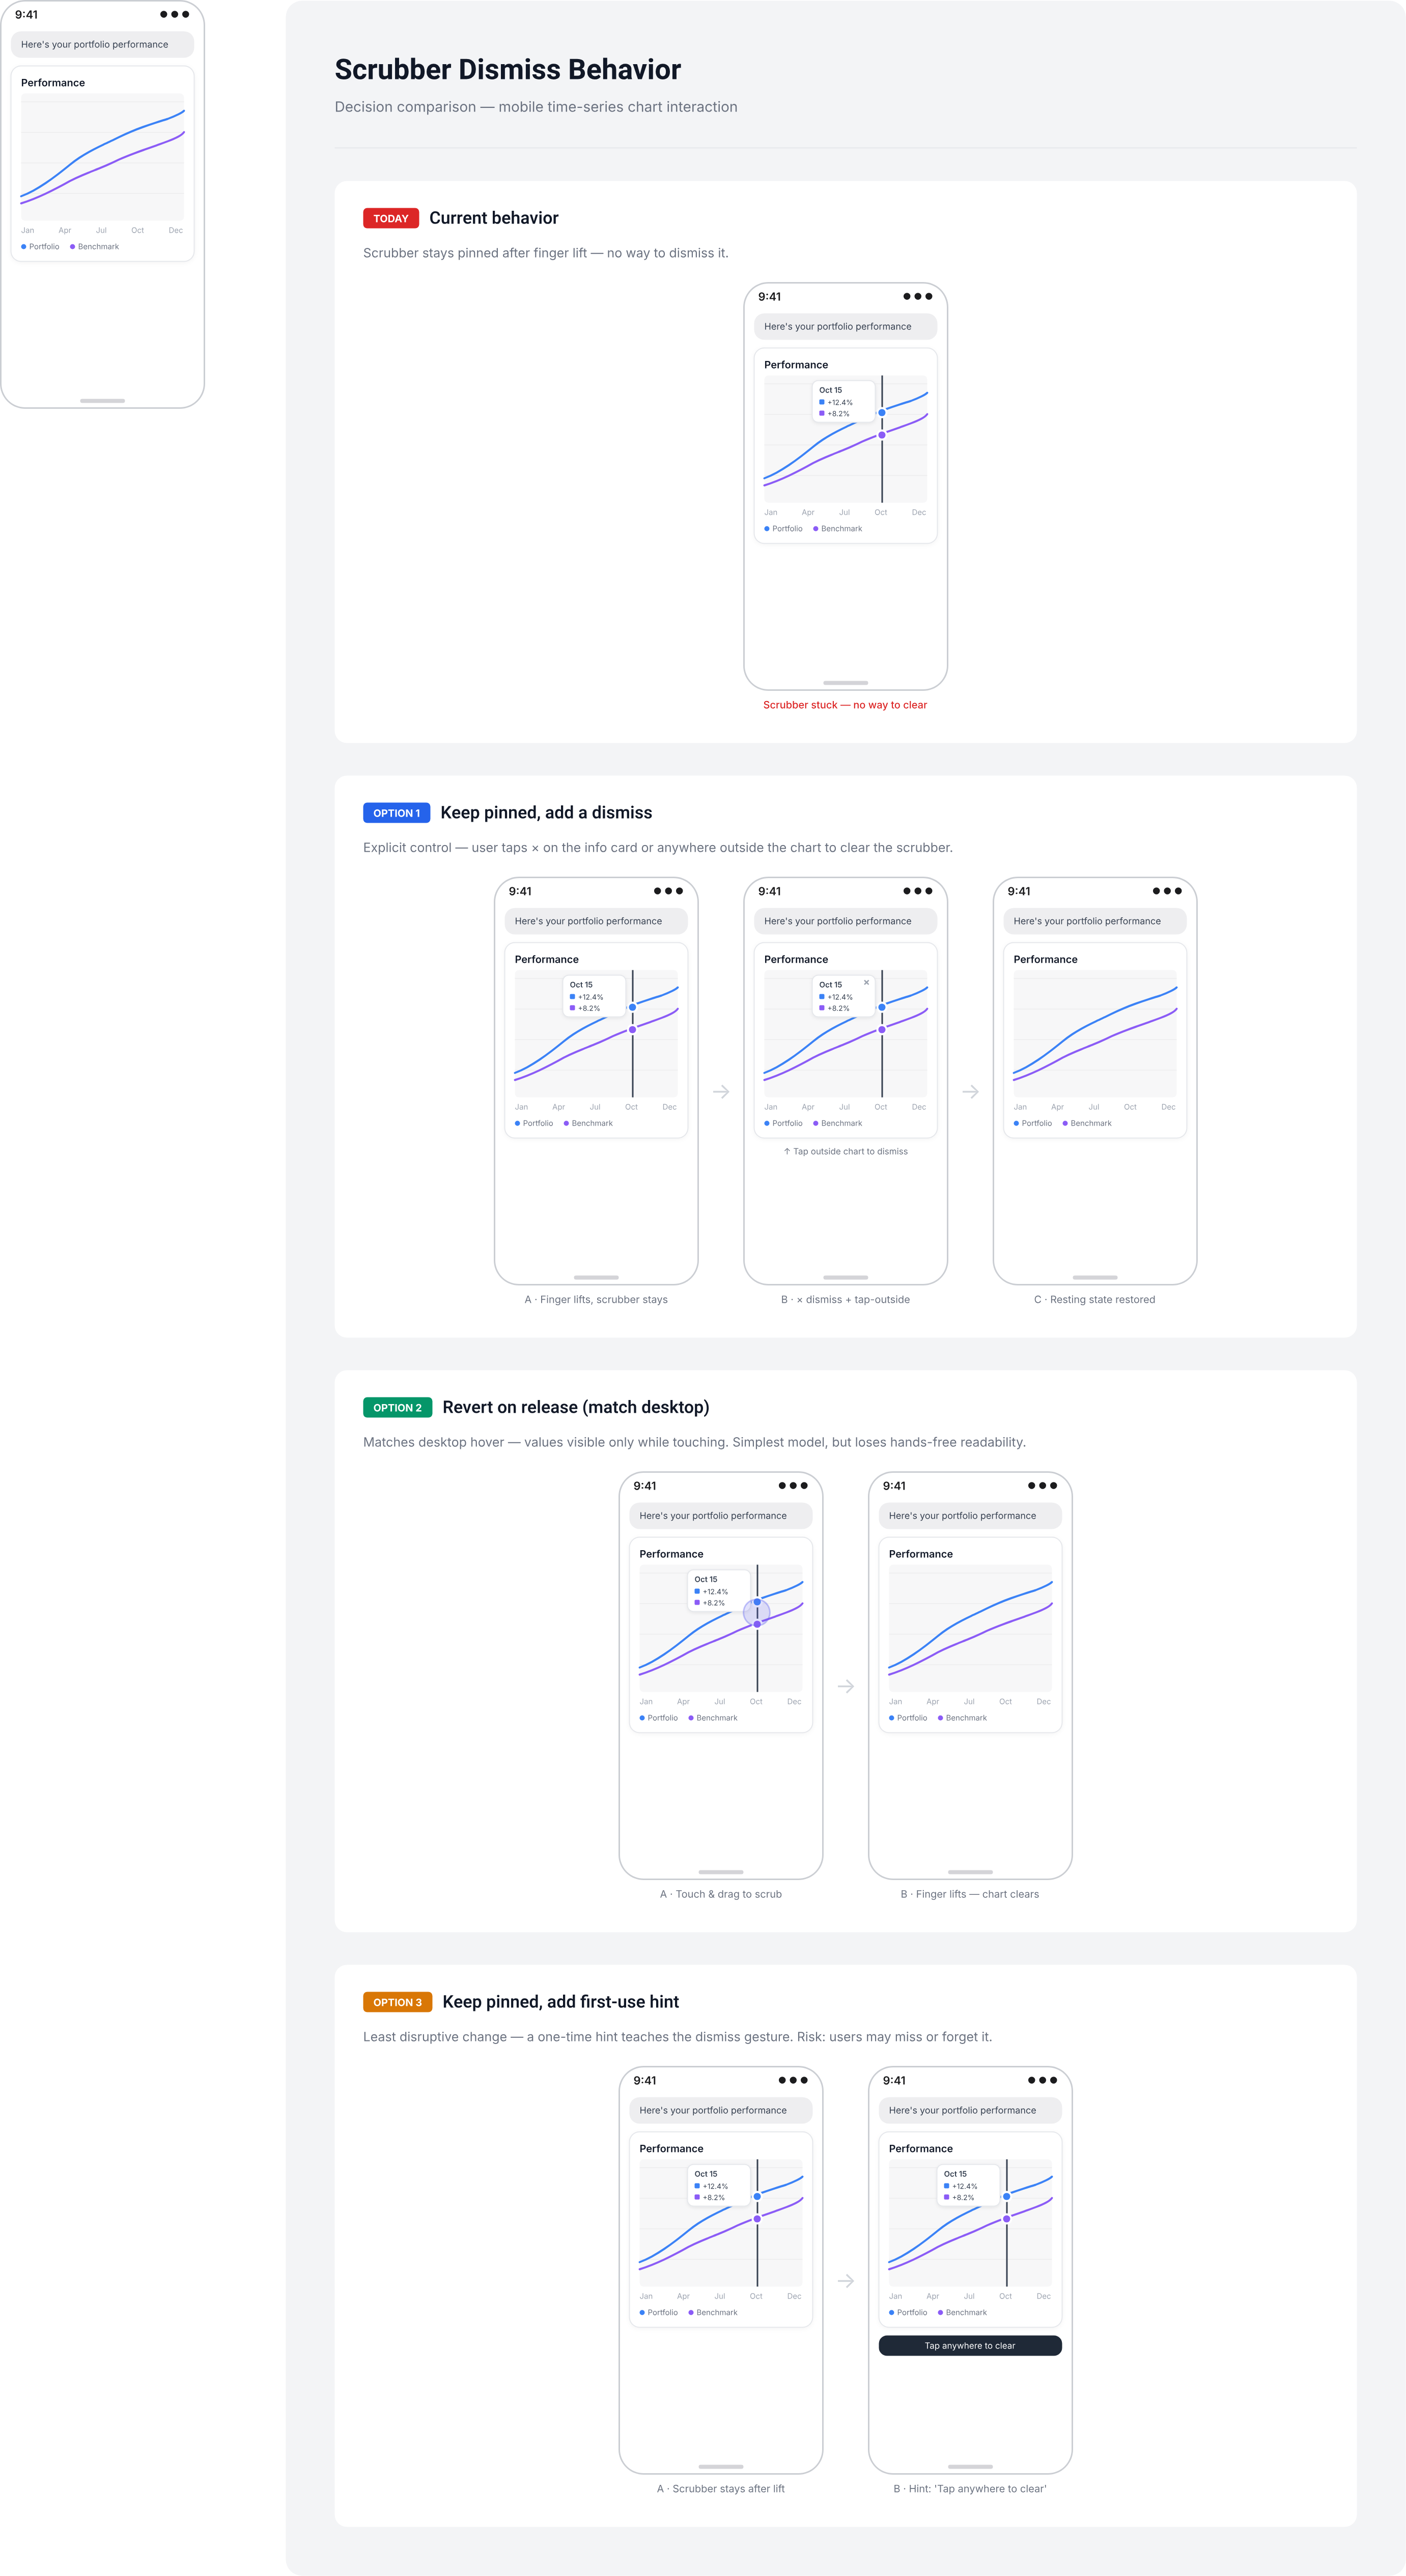 9:41
Here's your portfolio performance
Performance
Jan Apr Jul Oct Dec
Portfolio Benchmark
Scrubber Dismiss Behavior
Decision comparison — mobile time-series chart interaction
TODAY Current behavior
Scrubber stays pinned after finger lift — no way to dismiss it.
9:41
Here's your portfolio performance
Performance
Oct 15
+12.4%
+8.2%
Jan Apr Jul Oct Dec
Portfolio Benchmark
Scrubber stuck — no way to clear
OPTION 1 Keep pinned, add a dismiss
Explicit control — user taps × on the info card or anywhere outside the chart to clear the scrubber.
9:41
Here's your portfolio performance
Performance
Oct 15
+12.4%
+8.2%
Jan Apr Jul Oct Dec
Portfolio Benchmark
A · Finger lifts, scrubber stays
→
9:41
Here's your portfolio performance
Performance
Oct 15 ×
+12.4%
+8.2%
Jan Apr Jul Oct Dec
Portfolio Benchmark
↑ Tap outside chart to dismiss
B · × dismiss + tap-outside
→
9:41
Here's your portfolio performance
Performance
Jan Apr Jul Oct Dec
Portfolio Benchmark
C · Resting state restored
OPTION 2 Revert on release (match desktop)
Matches desktop hover — values visible only while touching. Simplest model, but loses hands-free readability.
9:41
Here's your portfolio performance
Performance
Oct 15
+12.4%
+8.2%
Jan Apr Jul Oct Dec
Portfolio Benchmark
A · Touch & drag to scrub
→
9:41
Here's your portfolio performance
Performance
Jan Apr Jul Oct Dec
Portfolio Benchmark
B · Finger lifts — chart clears
OPTION 3 Keep pinned, add first-use hint
Least disruptive change — a one-time hint teaches the dismiss gesture. Risk: users may miss or forget it.
9:41
Here's your portfolio performance
Performance
Oct 15
+12.4%
+8.2%
Jan Apr Jul Oct Dec
Portfolio Benchmark
A · Scrubber stays after lift
→
9:41
Here's your portfolio performance
Performance
Oct 15
+12.4%
+8.2%
Jan Apr Jul Oct Dec
Portfolio Benchmark
Tap anywhere to clear
B · Hint: 'Tap anywhere to clear'